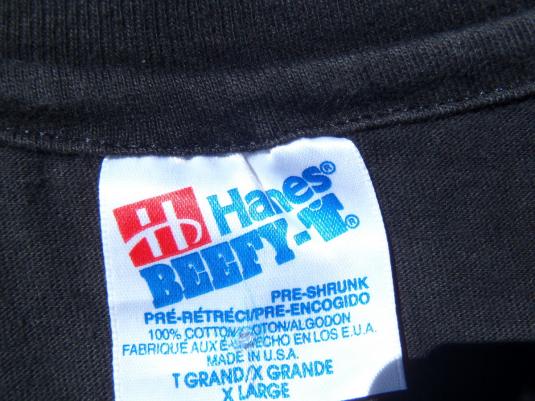 Hanes®
BEEFY-T®
PRE-SHRUNK
PRÉ-RÉTRÉCI/PRE-ENCOGIDO
100% COTTON/COTON/ALGODON
FABRIQUÉ AUX É- HECHO EN LOS E.U.A.
MADE IN U.S.A.
T GRAND/X GRANDE
X LARGE